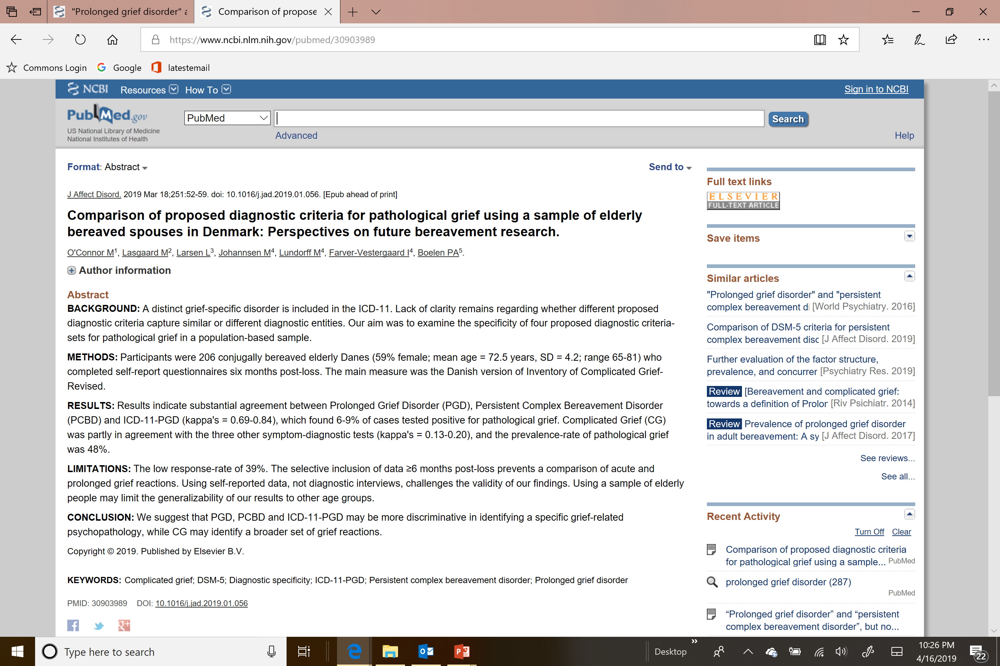 "Prolonged grief disorder" a
Comparison of propose
https://www.ncbi.nlm.nih.gov/pubmed/30903989
Commons Login
Google
latestemail
NCBI
Resources
How To
Sign in to NCBI
PubMed.gov
US National Library of Medicine
National Institutes of Health
PubMed
Search
Advanced
Help
Format: Abstract
Send to
J Affect Disord. 2019 Mar 18;251:52-59. doi: 10.1016/j.jad.2019.01.056. [Epub ahead of print]
Comparison of proposed diagnostic criteria for pathological grief using a sample of elderly
bereaved spouses in Denmark: Perspectives on future bereavement research.
O'Connor M1, Lasgaard M2, Larsen L3, Johannsen M4, Lundorff M4, Farver-Vestergaard I4, Boelen PA5.
Author information
Abstract
BACKGROUND: A distinct grief-specific disorder is included in the ICD-11. Lack of clarity remains regarding whether different proposed
diagnostic criteria capture similar or different diagnostic entities. Our aim was to examine the specificity of four proposed diagnostic criteria-
sets for pathological grief in a population-based sample.
METHODS: Participants were 206 conjugally bereaved elderly Danes (59% female; mean age = 72.5 years, SD = 4.2; range 65-81) who
completed self-report questionnaires six months post-loss. The main measure was the Danish version of Inventory of Complicated Grief-
Revised.
RESULTS: Results indicate substantial agreement between Prolonged Grief Disorder (PGD), Persistent Complex Bereavement Disorder
(PCBD) and ICD-11-PGD (kappa's = 0.69-0.84), which found 6-9% of cases tested positive for pathological grief. Complicated Grief (CG)
was partly in agreement with the three other symptom-diagnostic tests (kappa's = 0.13-0.20), and the prevalence-rate of pathological grief
was 48%.
LIMITATIONS: The low response-rate of 39%. The selective inclusion of data ≥6 months post-loss prevents a comparison of acute and
prolonged grief reactions. Using self-reported data, not diagnostic interviews, challenges the validity of our findings. Using a sample of elderly
people may limit the generalizability of our results to other age groups.
CONCLUSION: We suggest that PGD, PCBD and ICD-11-PGD may be more discriminative in identifying a specific grief-related
psychopathology, while CG may identify a broader set of grief reactions.
Copyright © 2019. Published by Elsevier B.V.
KEYWORDS: Complicated grief; DSM-5; Diagnostic specificity; ICD-11-PGD; Persistent complex bereavement disorder; Prolonged grief disorder
PMID: 30903989 DOI: 10.1016/j.jad.2019.01.056
Full text links
ELSEVIER
FULL-TEXT ARTICLE
Save items
Similar articles
"Prolonged grief disorder" and "persistent
complex bereavement di [World Psychiatry. 2016]
Comparison of DSM-5 criteria for persistent
complex bereavement disc [J Affect Disord. 2019]
Further evaluation of the factor structure,
prevalence, and concurrer [Psychiatry Res. 2019]
Review [Bereavement and complicated grief:
towards a definition of Prolor [Riv Psichiatr. 2014]
Review Prevalence of prolonged grief disorder
in adult bereavement: A sy [J Affect Disord. 2017]
See reviews...
See all...
Recent Activity
Turn Off Clear
Comparison of proposed diagnostic criteria
for pathological grief using a sample... PubMed
prolonged grief disorder (287)
PubMed
“Prolonged grief disorder” and “persistent
complex bereavement disorder”, but no...
Type here to search
Desktop
10:26 PM
4/16/2019
22